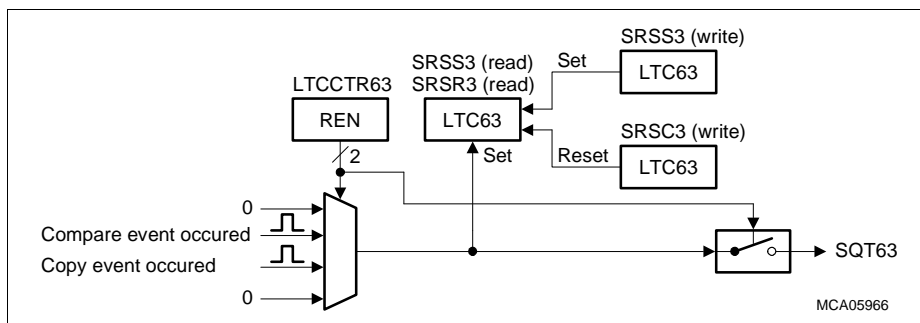 SRSS3 (write)
SRSS3 (read)
Set
LTC63
LTCCTR63
SRSR3 (read)
REN
LTC63
SRSC3 (write)
2
Set
Reset
LTC63
0
Compare event occured
Copy event occured
SQT63
0
MCA05966